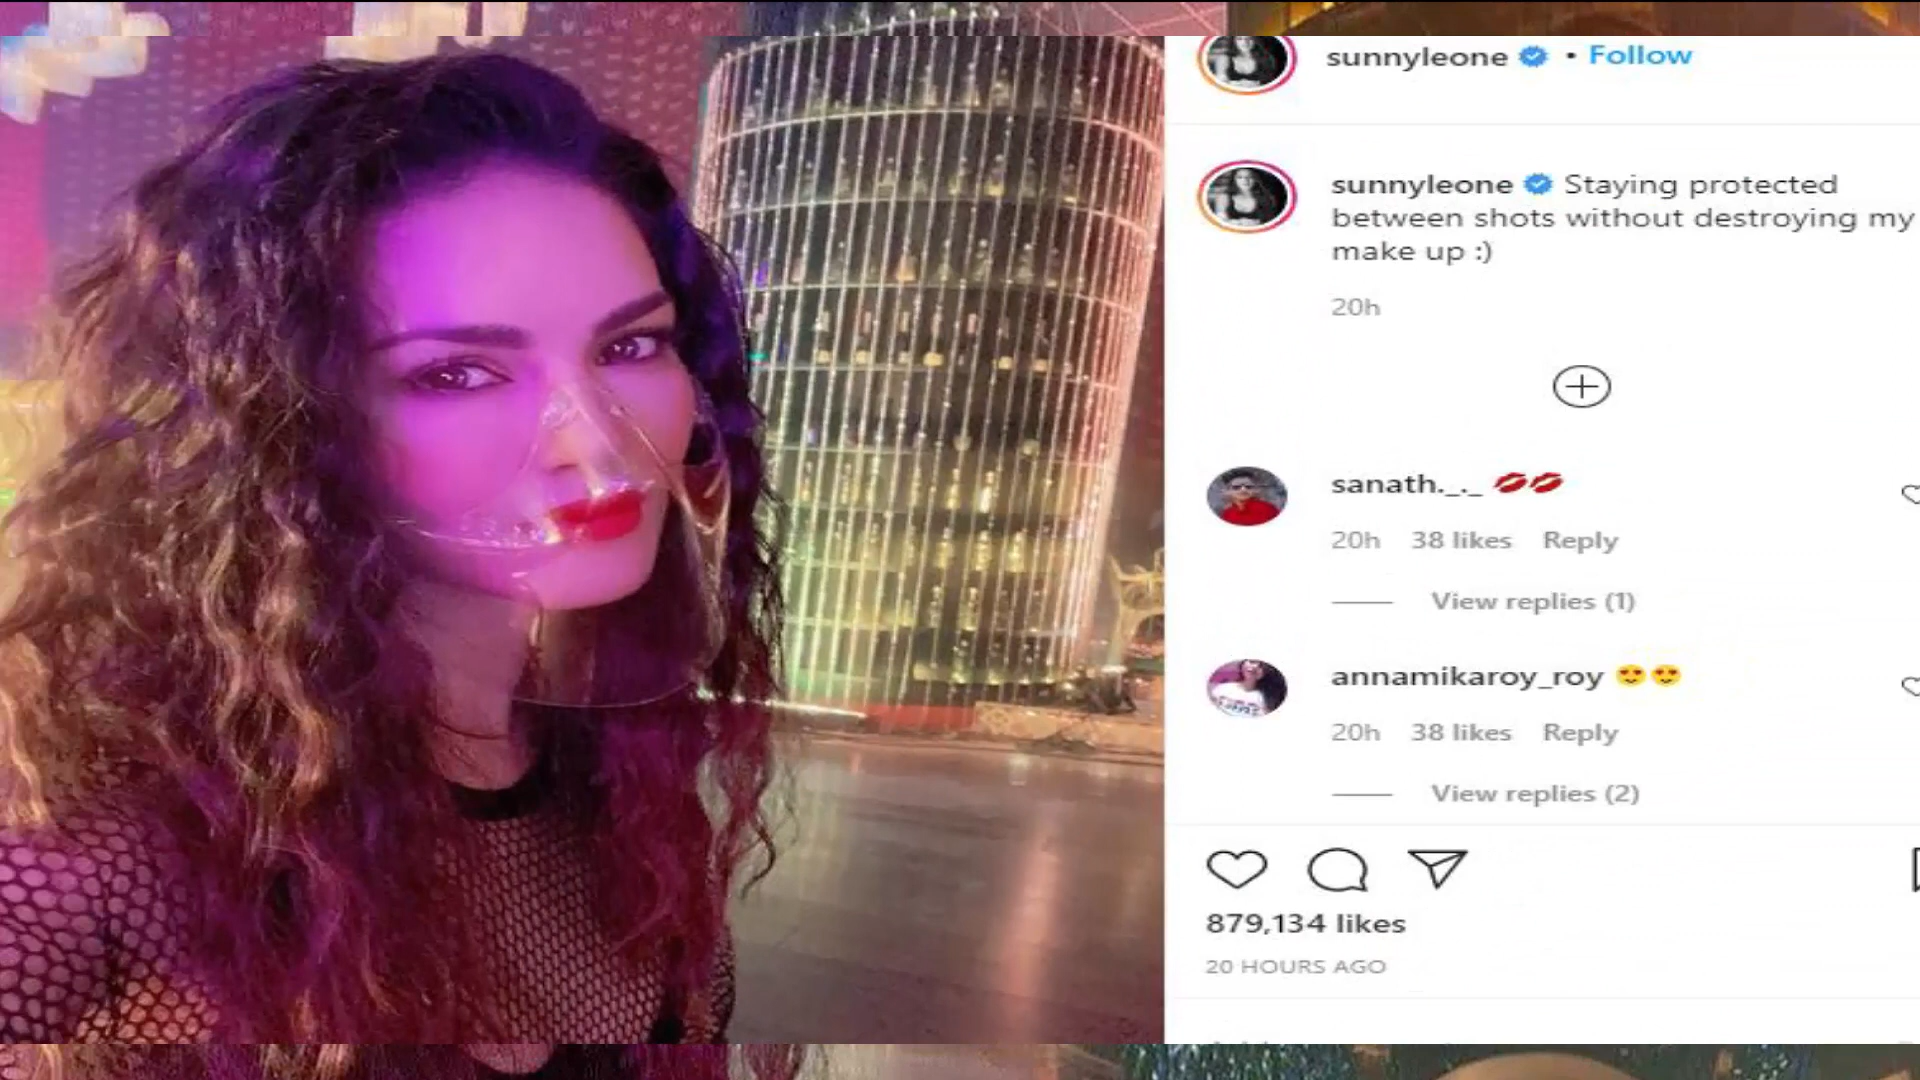 sunnyleone • Follow
sunnyleone Staying protected
between shots without destroying my
make up :)
20h
sanath._._ 💋💋
20h 38 likes Reply
View replies (1)
annamikaroy_roy 😍😍
20h 38 likes Reply
View replies (2)
879,134 likes
20 HOURS AGO